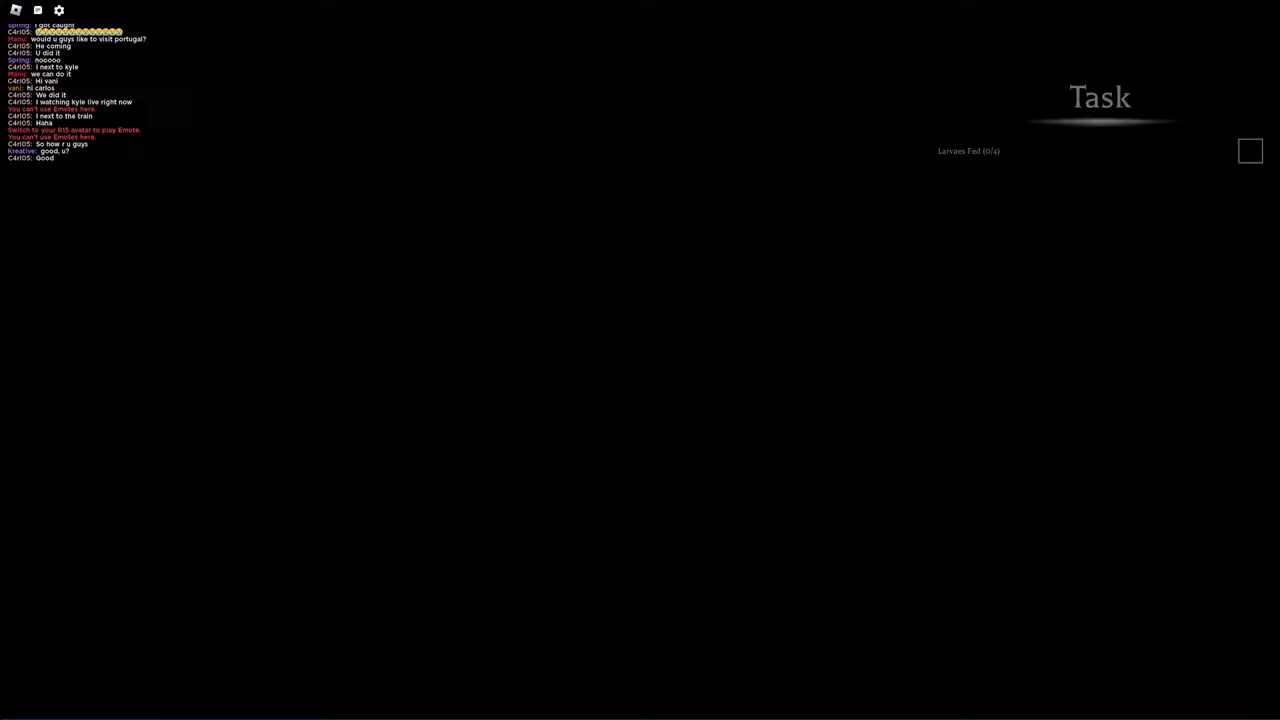 Spring: I got caught
C4rl05: 😢😢😢😢😢😢😢😢😢😢😢😢😢
Manu: would u guys like to visit portugal?
C4rl05: He coming
C4rl05: U did it
Spring: nooooo
C4rl05: I next to kyle
Manu: we can do it
C4rl05: Hi vani
vani: hi carlos
C4rl05: We did it
C4rl05: I watching kyle live right now
You can't use Emotes here.
C4rl05: I next to the train
C4rl05: Haha
Switch to your R15 avatar to play Emote.
You can't use Emotes here.
C4rl05: So how r u guys
Kreative: good, u?
C4rl05: Good
Task
Larvaes Fed (0/4)